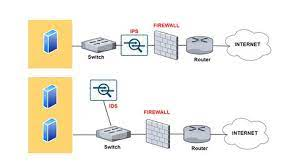 IPS
FIREWALL
INTERNET
Switch
Router
IDS
FIREWALL
INTERNET
Switch
Router